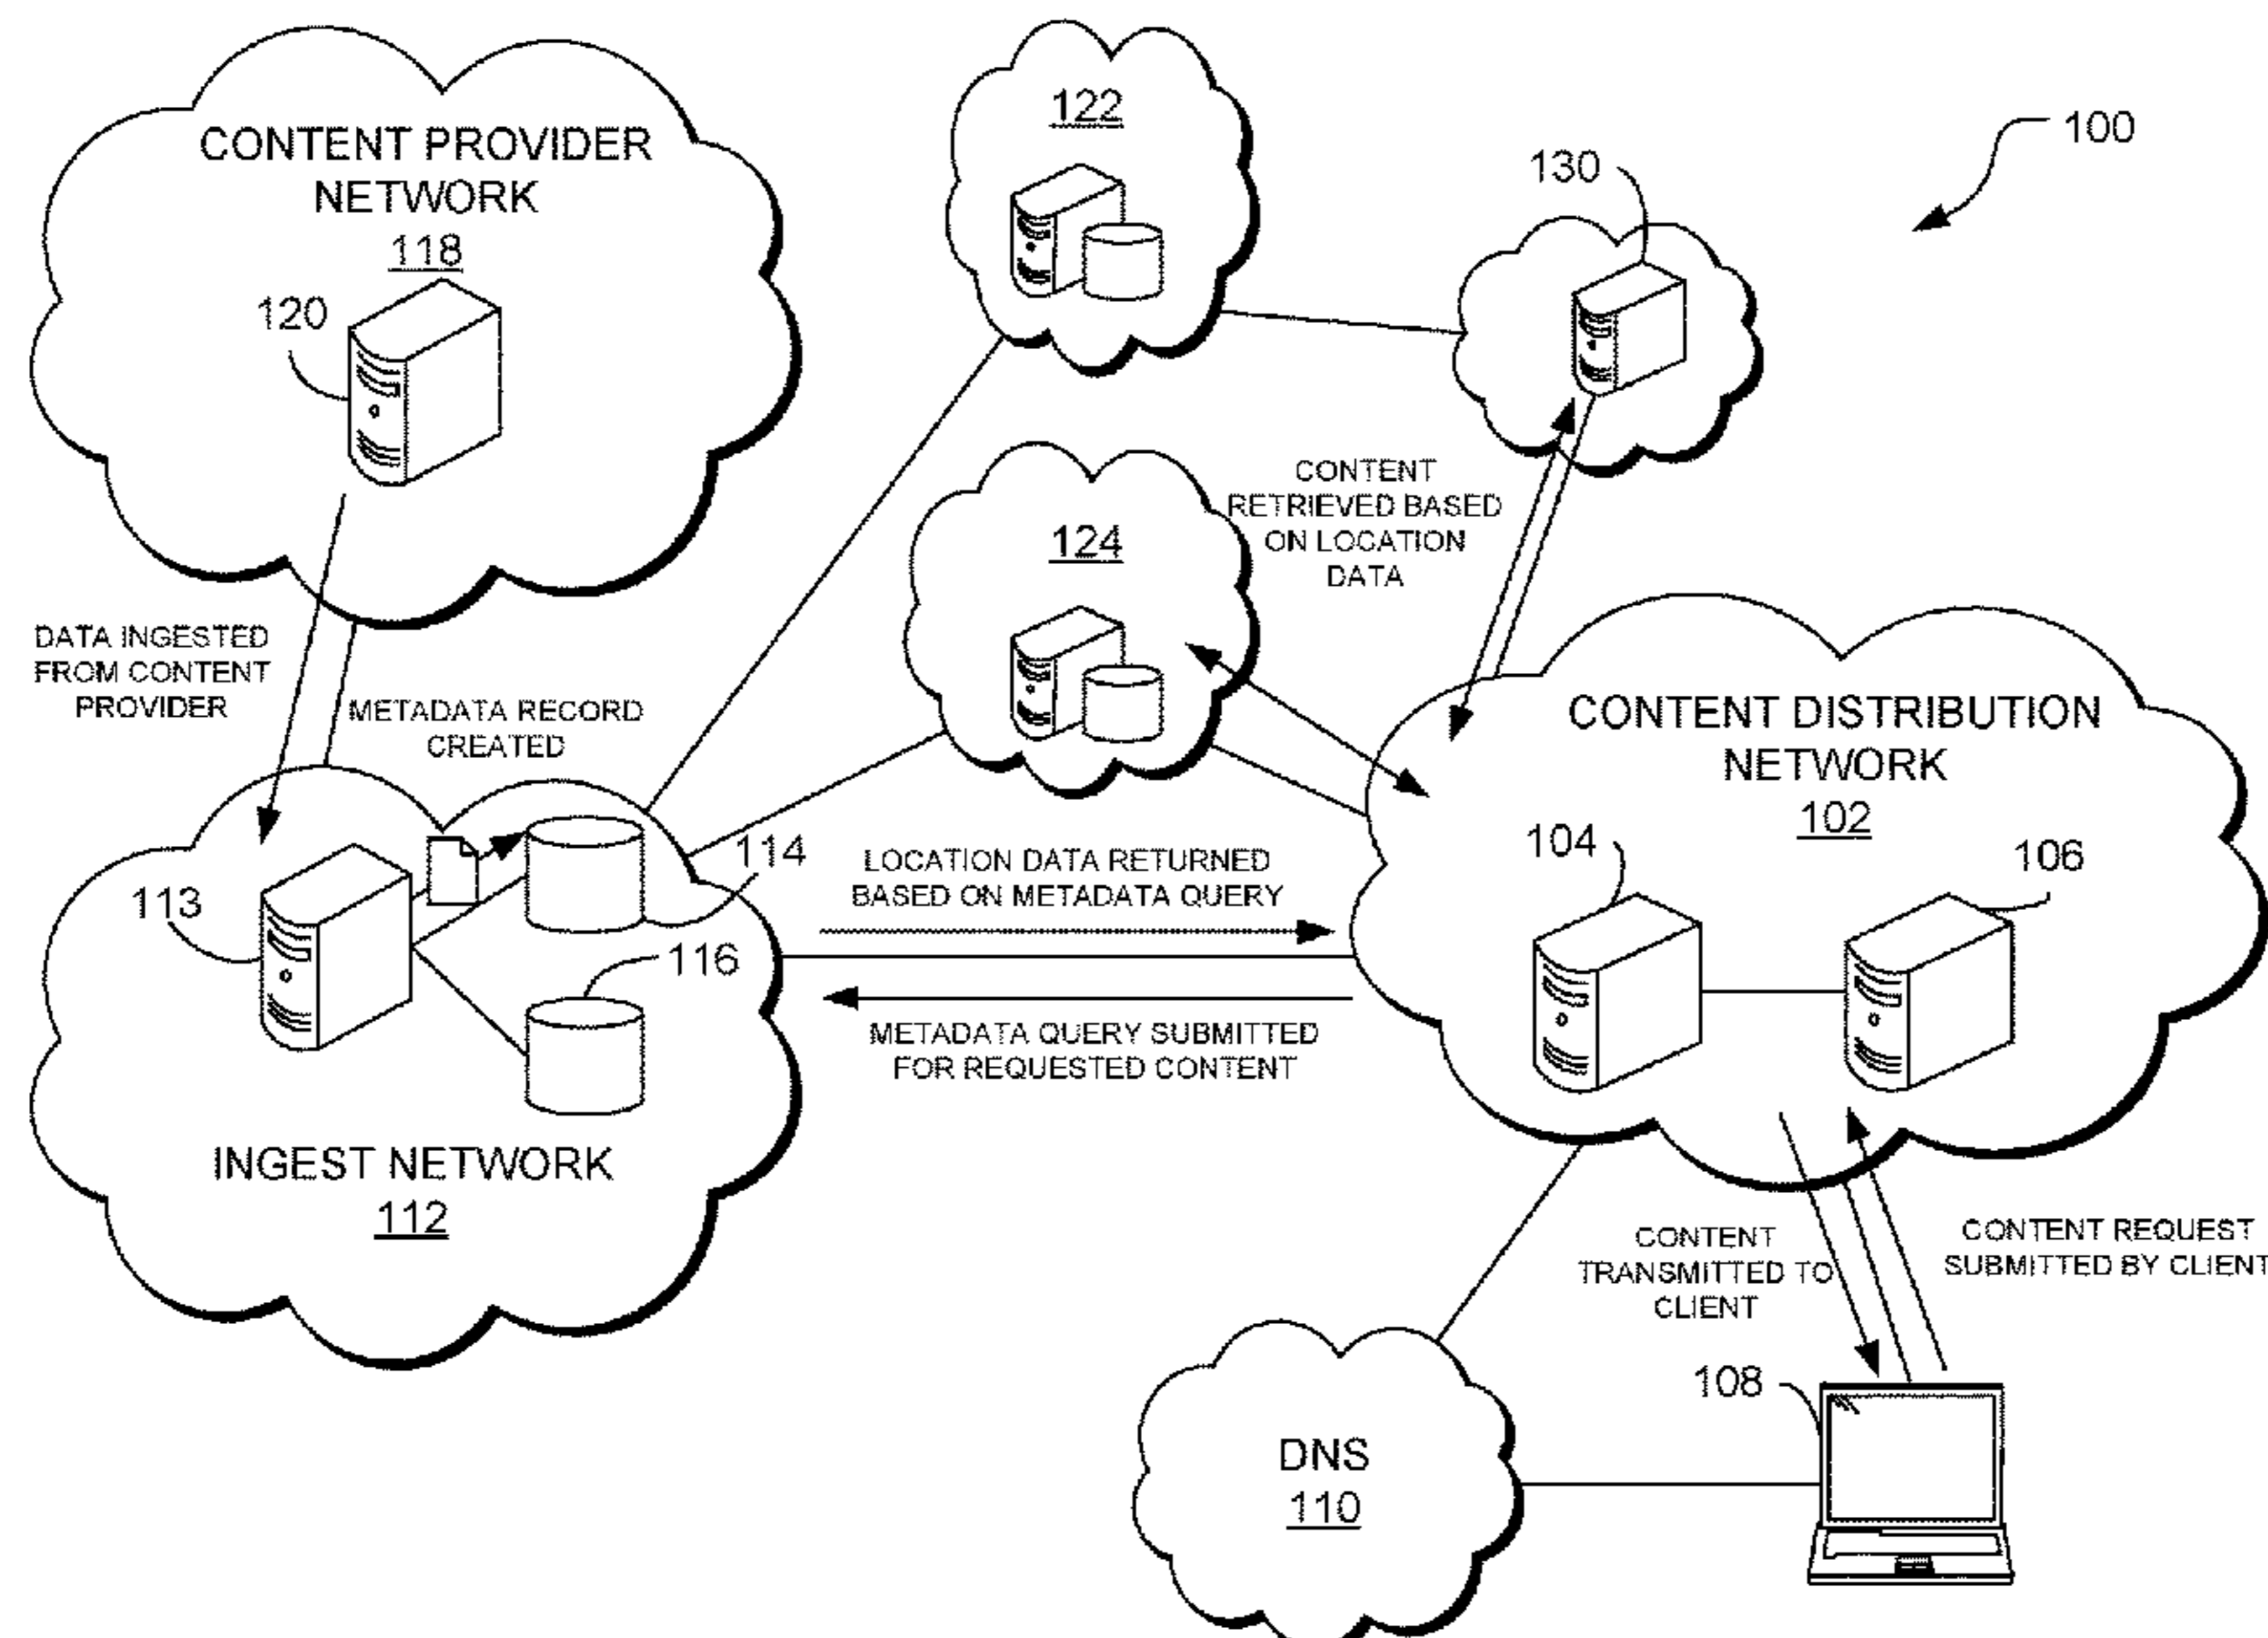 CONTENT PROVIDER
NETWORK
118
120
122
130
100
124
CONTENT
RETRIEVED BASED
ON LOCATION
DATA
DATA INGESTED
FROM CONTENT
PROVIDER
METADATA RECORD
CREATED
CONTENT DISTRIBUTION
NETWORK
102
104
106
113
114
116
LOCATION DATA RETURNED
BASED ON METADATA QUERY
METADATA QUERY SUBMITTED
FOR REQUESTED CONTENT
INGEST NETWORK
112
CONTENT
TRANSMITTED TO
CLIENT
CONTENT REQUEST
SUBMITTED BY CLIENT
108
DNS
110